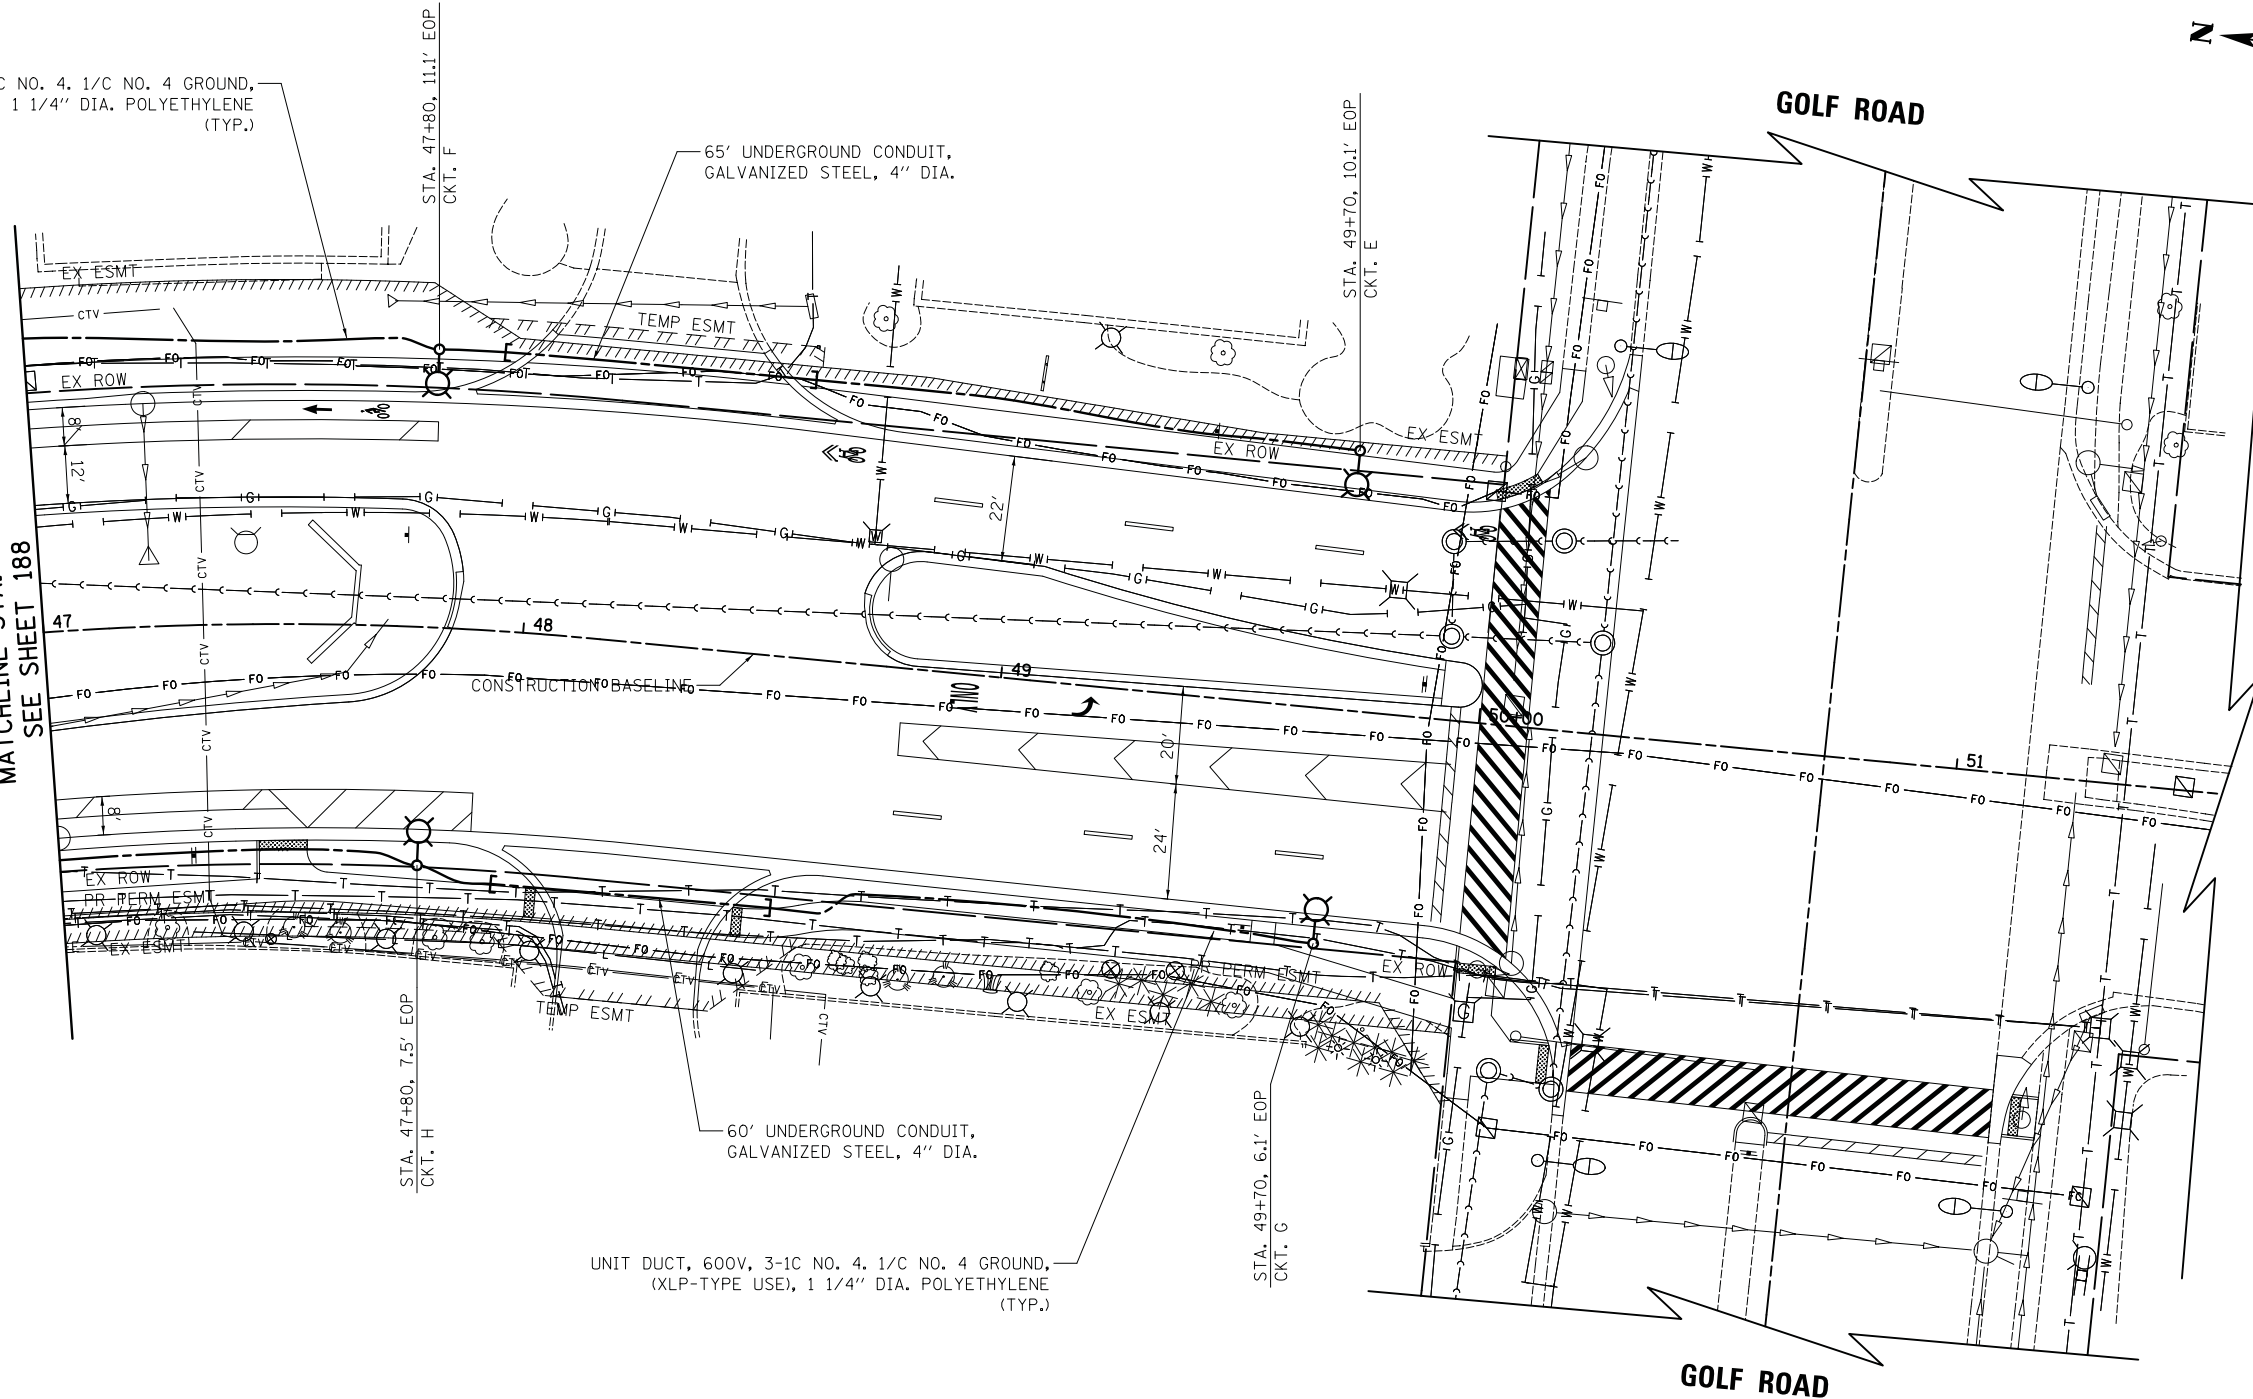 N
GOLF ROAD
C NO. 4. 1/C NO. 4 GROUND,
1 1/4" DIA. POLYETHYLENE
(TYP.)
STA. 47+80, 11.1' EOP
CKT. F
65' UNDERGROUND CONDUIT,
GALVANIZED STEEL, 4" DIA.
STA. 49+70, 10.1' EOP
CKT. E
EX ESMT
CTV
TEMP ESMT
EX ROW
EX ROW
EX ESMT
8'
12'
22'
SEE SHEET 188
47
48
49
50+00
51
CONSTRUCTION BASELINE
ONLY
20'
24'
8'
EX ROW
PR PERM ESMT
EX ESMT
TEMP ESMT
PR PERM ESMT
EX ROW
EX ESMT
STA. 47+80, 7.5' EOP
CKT. H
60' UNDERGROUND CONDUIT,
GALVANIZED STEEL, 4" DIA.
STA. 49+70, 6.1' EOP
CKT. G
UNIT DUCT, 600V, 3-1C NO. 4. 1/C NO. 4 GROUND,
(XLP-TYPE USE), 1 1/4" DIA. POLYETHYLENE
(TYP.)
GOLF ROAD